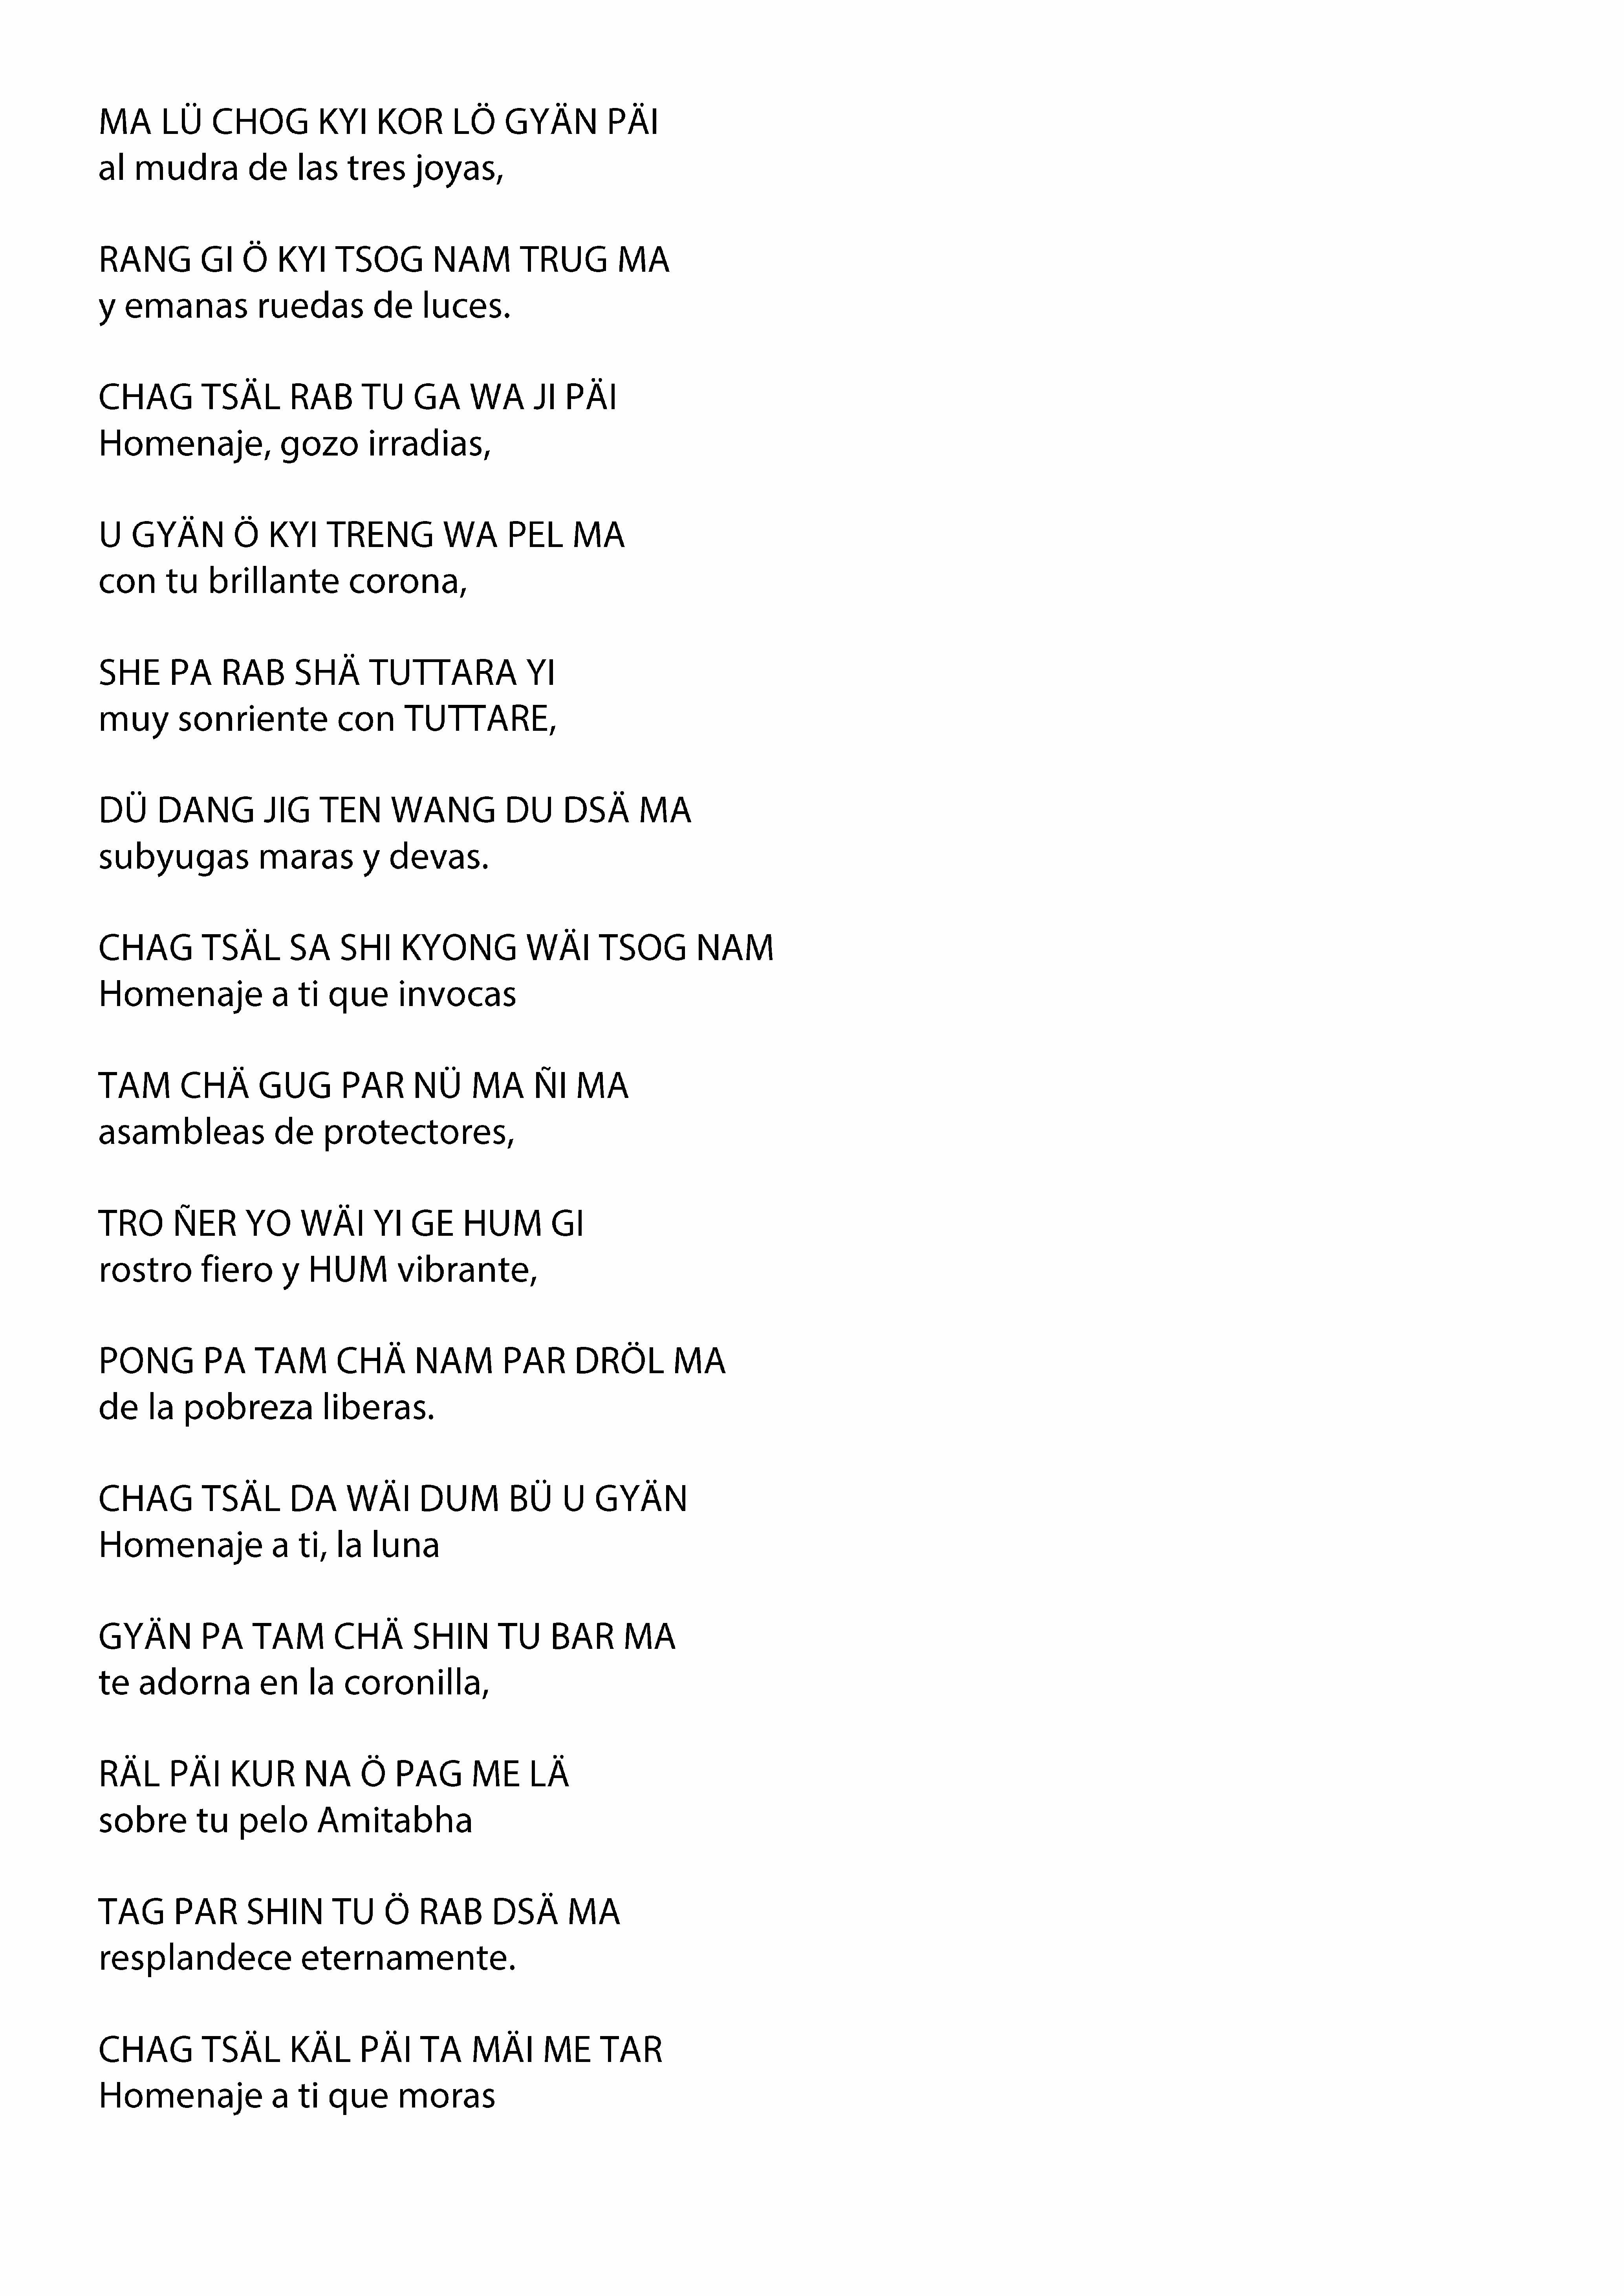 MA LÜ CHOG KYI KOR LÖ GYÄN PÄI
al mudra de las tres joyas,
RANG GI Ö KYI TSOG NAM TRUG MA
y emanas ruedas de luces.
CHAG TSÄL RAB TU GA WA JI PÄI
Homenaje, gozo irradias,
U GYÄN Ö KYI TRENG WA PEL MA
con tu brillante corona,
SHE PA RAB SHÄ TUTTARA YI
muy sonriente con TUTTARE,
DÜ DANG JIG TEN WANG DU DSÄ MA
subyugas maras y devas.
CHAG TSÄL SA SHI KYONG WÄI TSOG NAM
Homenaje a ti que invocas
TAM CHÄ GUG PAR NÜ MA ÑI MA
asambleas de protectores,
TRO ÑER YO WÄI YI GE HUM GI
rostro fiero y HUM vibrante,
PONG PA TAM CHÄ NAM PAR DRÖL MA
de la pobreza liberas.
CHAG TSÄL DA WÄI DUM BÜ U GYÄN
Homenaje a ti, la luna
GYÄN PA TAM CHÄ SHIN TU BAR MA
te adorna en la coronilla,
RÄL PÄI KUR NA Ö PAG ME LÄ
sobre tu pelo Amitabha
TAG PAR SHIN TU Ö RAB DSÄ MA
resplandece eternamente.
CHAG TSÄL KÄL PÄI TA MÄI ME TAR
Homenaje a ti que moras